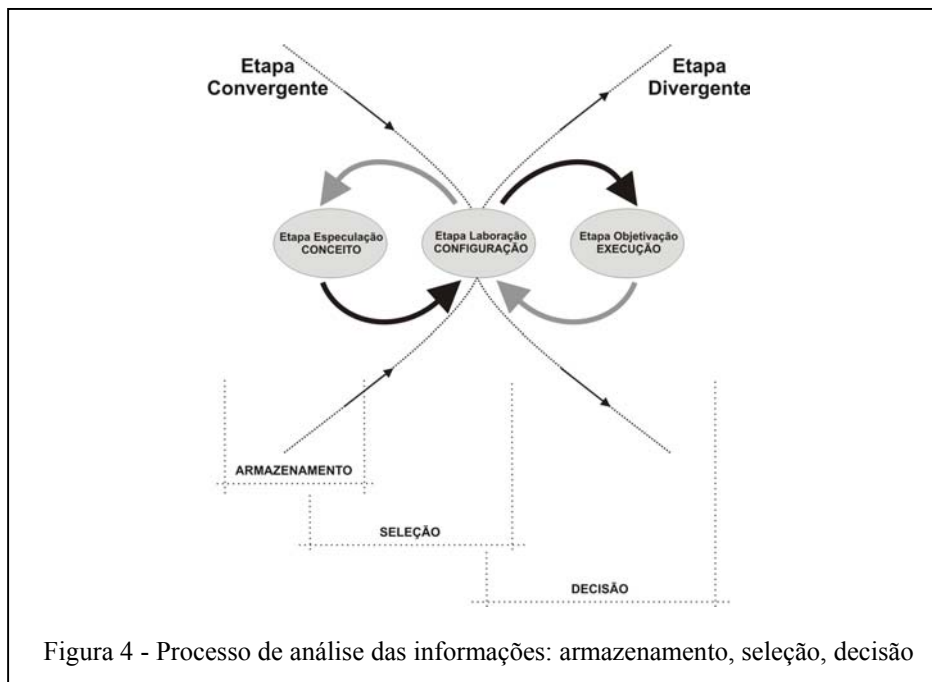 Etapa
Convergente
Etapa
Divergente
Etapa Especulação
CONCEITO
Etapa Laboração
CONFIGURAÇÃO
Etapa Objetivação
EXECUÇÃO
ARMAZENAMENTO
SELEÇÃO
DECISÃO
Figura 4 - Processo de análise das informações: armazenamento, seleção, decisão